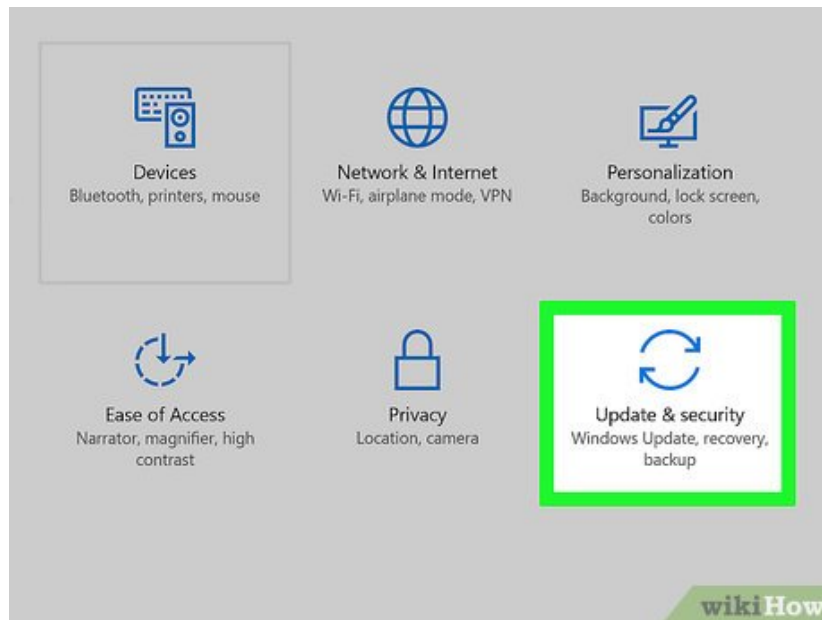 Devices
Bluetooth, printers, mouse
Network & Internet
Wi-Fi, airplane mode, VPN
Personalization
Background, lock screen,
colors
Ease of Access
Narrator, magnifier, high
contrast
Privacy
Location, camera
Update & security
Windows Update, recovery,
backup
wikiHow